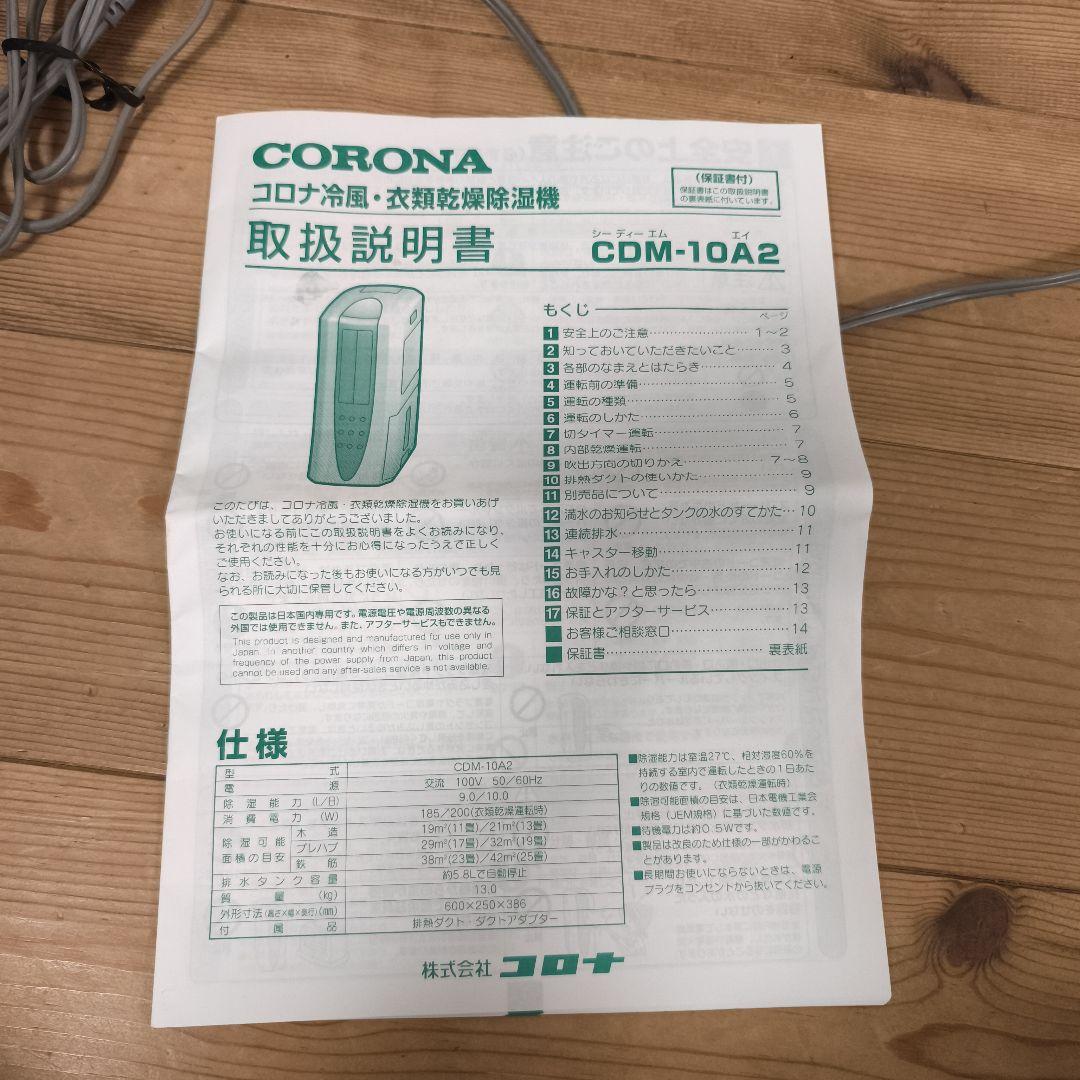 CORONA
コロナ冷風・衣類乾燥除湿機
取扱説明書
(保証書付)
保証書はこの取扱説明書
の裏表紙に付いています。
シー ディー エム エイ
CDM-10A2
もくじ
ページ
1 安全上のご注意 1~2
2 知っておいていただきたいこと 3
3 各部のなまえとはたらき 4
4 運転前の準備 5
5 運転の種類 5
6 運転のしかた 6
7 切タイマー運転 7
8 内部乾燥運転 7
9 吹出方向の切りかえ 7~8
10 排熱ダクトの使いかた 9
11 別売品について 9
12 満水のお知らせとタンクの水のすてかた 10
13 連続排水 11
14 キャスター移動 11
15 お手入れのしかた 12
16 故障かな?と思ったら 13
17 保証とアフターサービス 13
お客様ご相談窓口 14
保証書 裏表紙
このたびは、コロナ冷風・衣類乾燥除湿機をお買いあげ
いただきましてありがとうございました。
お使いになる前にこの取扱説明書をよくお読みになり、
それぞれの性能を十分にお心得になったうえで正しく
ご使用ください。
なお、お読みになった後もお使いになる方がいつでも見
られる所に大切に保管してください。
この製品は日本国内専用です。電源電圧や電源周波数の異なる
外国では使用できません。また、アフターサービスもできません。
This product is designed and manufactured for use only in
Japan. In another country which differs in voltage and
frequency of the power supply from Japan, this product
cannot be used and any after-sales service is not available.
仕様
型式 CDM-10A2
電源 交流 100V 50/60Hz
除湿能力(L/日) 9.0/10.0
消費電力(W) 185/200(衣類乾燥運転時)
除湿可能面積の目安 木造 19m²(11畳)/21m²(13畳)
プレハブ 29m²(17畳)/32m²(19畳)
鉄筋 38m²(23畳)/42m²(25畳)
排水タンク容量 約5.8Lで自動停止
質量(kg) 13.0
外形寸法(高さ×幅×奥行)(mm) 600×250×386
付属品 排熱ダクト・ダクトアダプター
■除湿能力は室温27℃、相対湿度60%を
持続する室内で運転したときの1日あた
りの数値です。(衣類乾燥運転時)
■除湿可能面積の目安は、日本電機工業会
規格(JEM規格)に基づいた数値です。
■待機電力は約0.5Wです。
■製品は改良のため仕様の一部がかわるこ
とがあります。
■長期間お使いにならないときは、電源
プラグをコンセントから抜いてください。
株式会社 コロナ